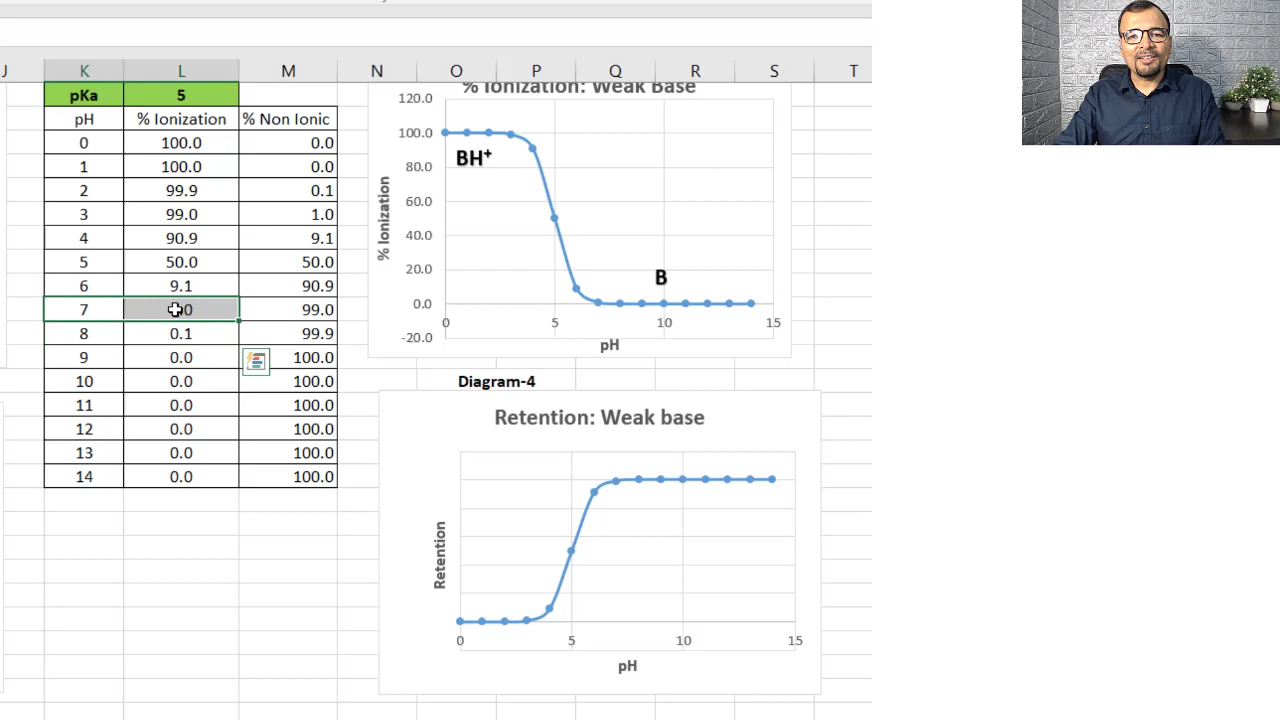 J K L M N O P Q R S T
pKa 5
pH % Ionization % Non Ionic
0 100.0 0.0
1 100.0 0.0
2 99.9 0.1
3 99.0 1.0
4 90.9 9.1
5 50.0 50.0
6 9.1 90.9
7 99.0
8 0.1 99.9
9 0.0 100.0
10 0.0 100.0
11 0.0 100.0
12 0.0 100.0
13 0.0 100.0
14 0.0 100.0
% Ionization: Weak Base
120.0
100.0
80.0
60.0
40.0
20.0
0.0
-20.0
% Ionization
BH+
B
0 5 10 15
pH
Diagram-4
Retention: Weak base
Retention
0 5 10 15
pH